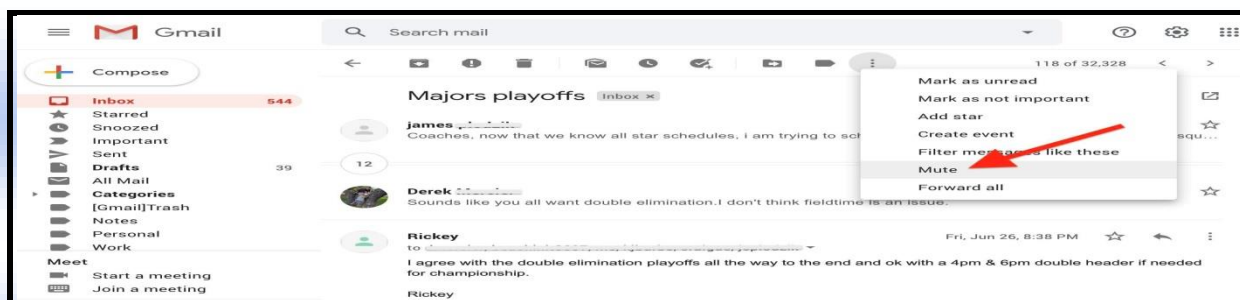 Gmail
Search mail
Compose
118 of 32,328
Inbox 544
Starred
Snoozed
Important
Sent
Drafts 39
All Mail
Categories
[Gmail]Trash
Notes
Personal
Work
Meet
Start a meeting
Join a meeting
Majors playoffs Inbox ×
james
Coaches, now that we know all star schedules, i am trying to
12
Derek
Sounds like you all want double elimination.I don't think fieldtime is an issue.
Rickey Fri, Jun 26, 8:38 PM
to
I agree with the double elimination playoffs all the way to the end and ok with a 4pm & 6pm double header if needed
for championship.
Rickey
Mark as unread
Mark as not important
Add star
Create event
Filter messages like these
Mute
Forward all